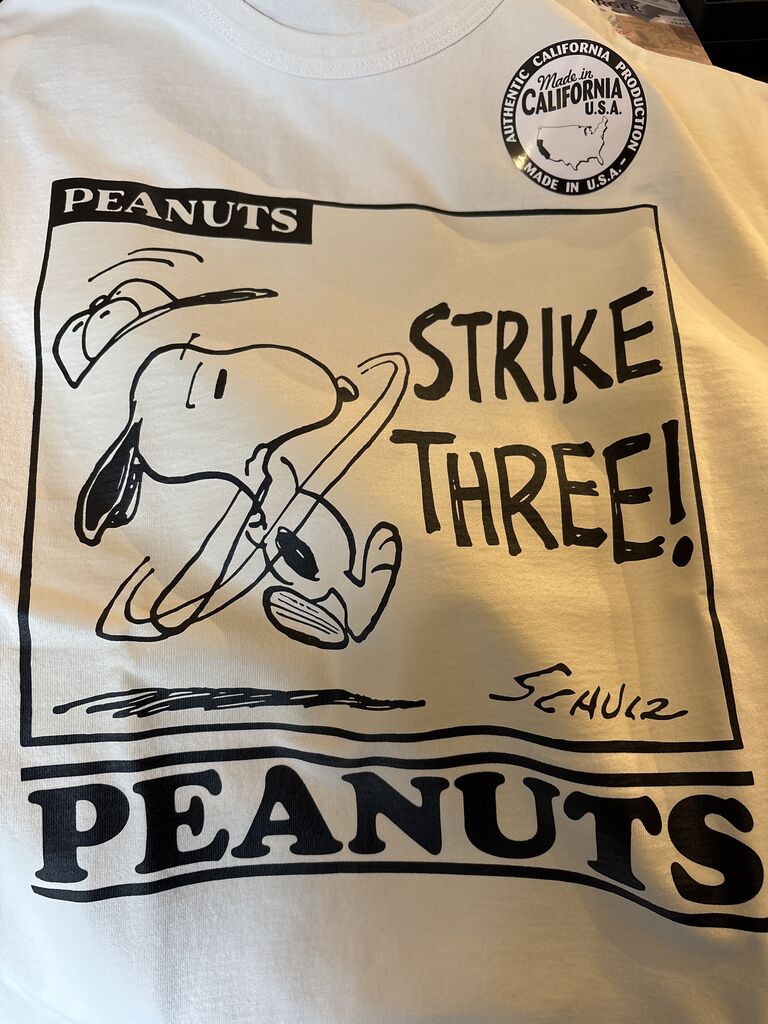 AUTHENTIC CALIFORNIA PRODUCTION
Made in
CALIFORNIA
U.S.A.
- MADE IN U.S.A. -
PEANUTS
STRIKE
THREE!
SCHULZ
PEANUTS